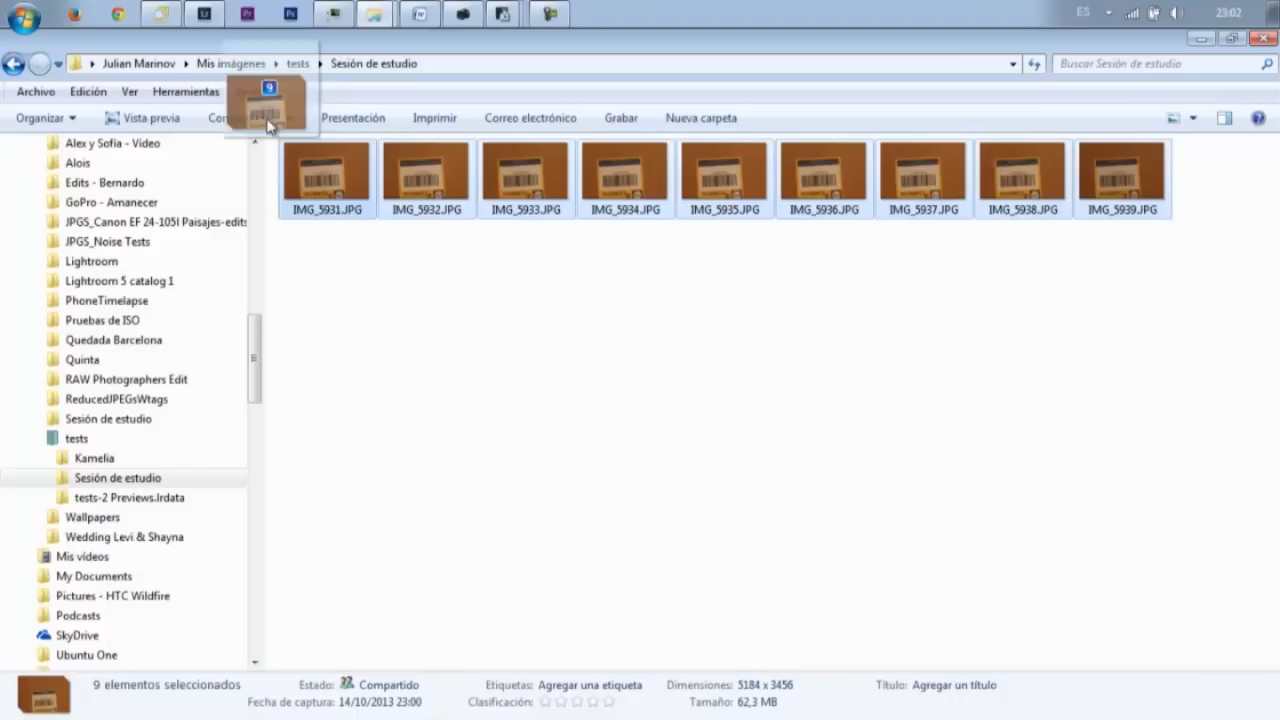 ES 23:02
Julian Marinov Mis imágenes tests Sesión de estudio Buscar Sesión de estudio
Archivo Edición Ver Herramientas
9
Organizar Vista previa Presentación Imprimir Correo electrónico Grabar Nueva carpeta
Alex y Sofía - Vídeo
Alois
Edits - Bernardo
GoPro - Amanecer
JPGS_Canon EF 24-105l Paisajes-edits
JPGS_Noise Tests
Lightroom
Lightroom 5 catalog 1
PhoneTimelapse
Pruebas de ISO
Quedada Barcelona
Quinta
RAW Photographers Edit
ReducedJPEGsWtags
Sesión de estudio
tests
Kamelia
Sesión de estudio
tests-2 Previews.lrdata
Wallpapers
Wedding Levi & Shayna
Mis vídeos
My Documents
Pictures - HTC Wildfire
Podcasts
SkyDrive
Ubuntu One
IMG_5931.JPG IMG_5932.JPG IMG_5933.JPG IMG_5934.JPG IMG_5935.JPG IMG_5936.JPG IMG_5937.JPG IMG_5938.JPG IMG_5939.JPG
9 elementos seleccionados Estado: Compartido Etiquetas: Agregar una etiqueta Dimensiones: 5184 x 3456 Título: Agregar un título
Fecha de captura: 14/10/2013 23:00 Clasificación: Tamaño: 62,3 MB